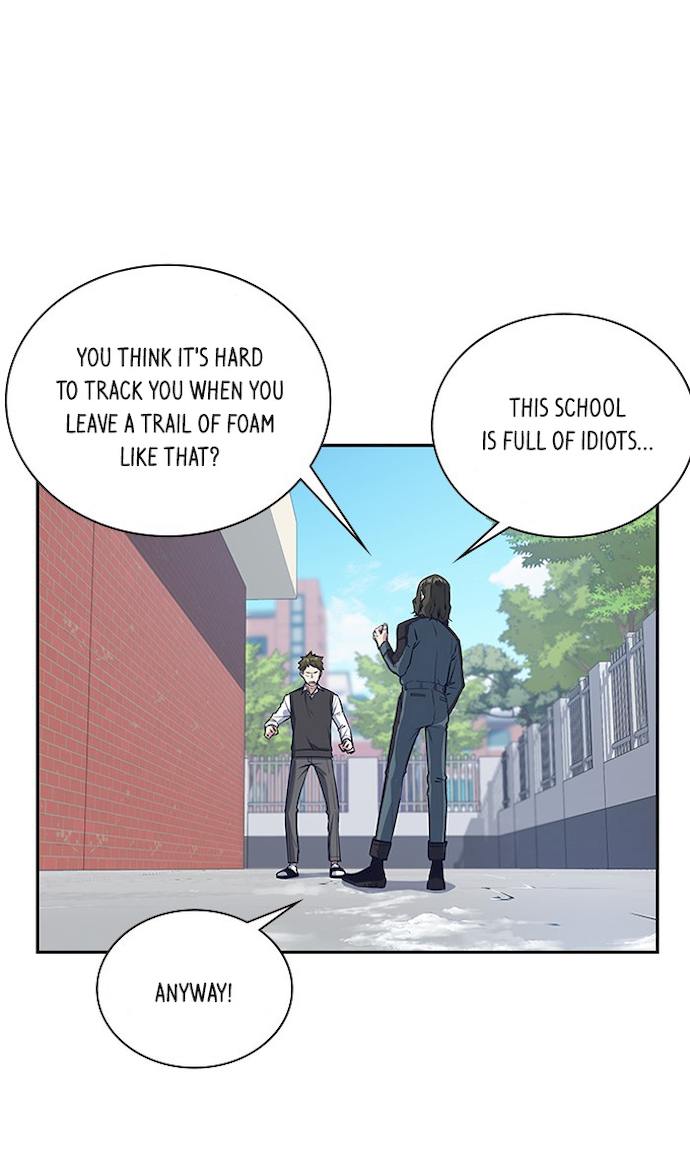 YOU THINK IT'S HARD
TO TRACK YOU WHEN YOU
LEAVE A TRAIL OF FOAM
LIKE THAT?
THIS SCHOOL
IS FULL OF IDIOTS...
ANYWAY!